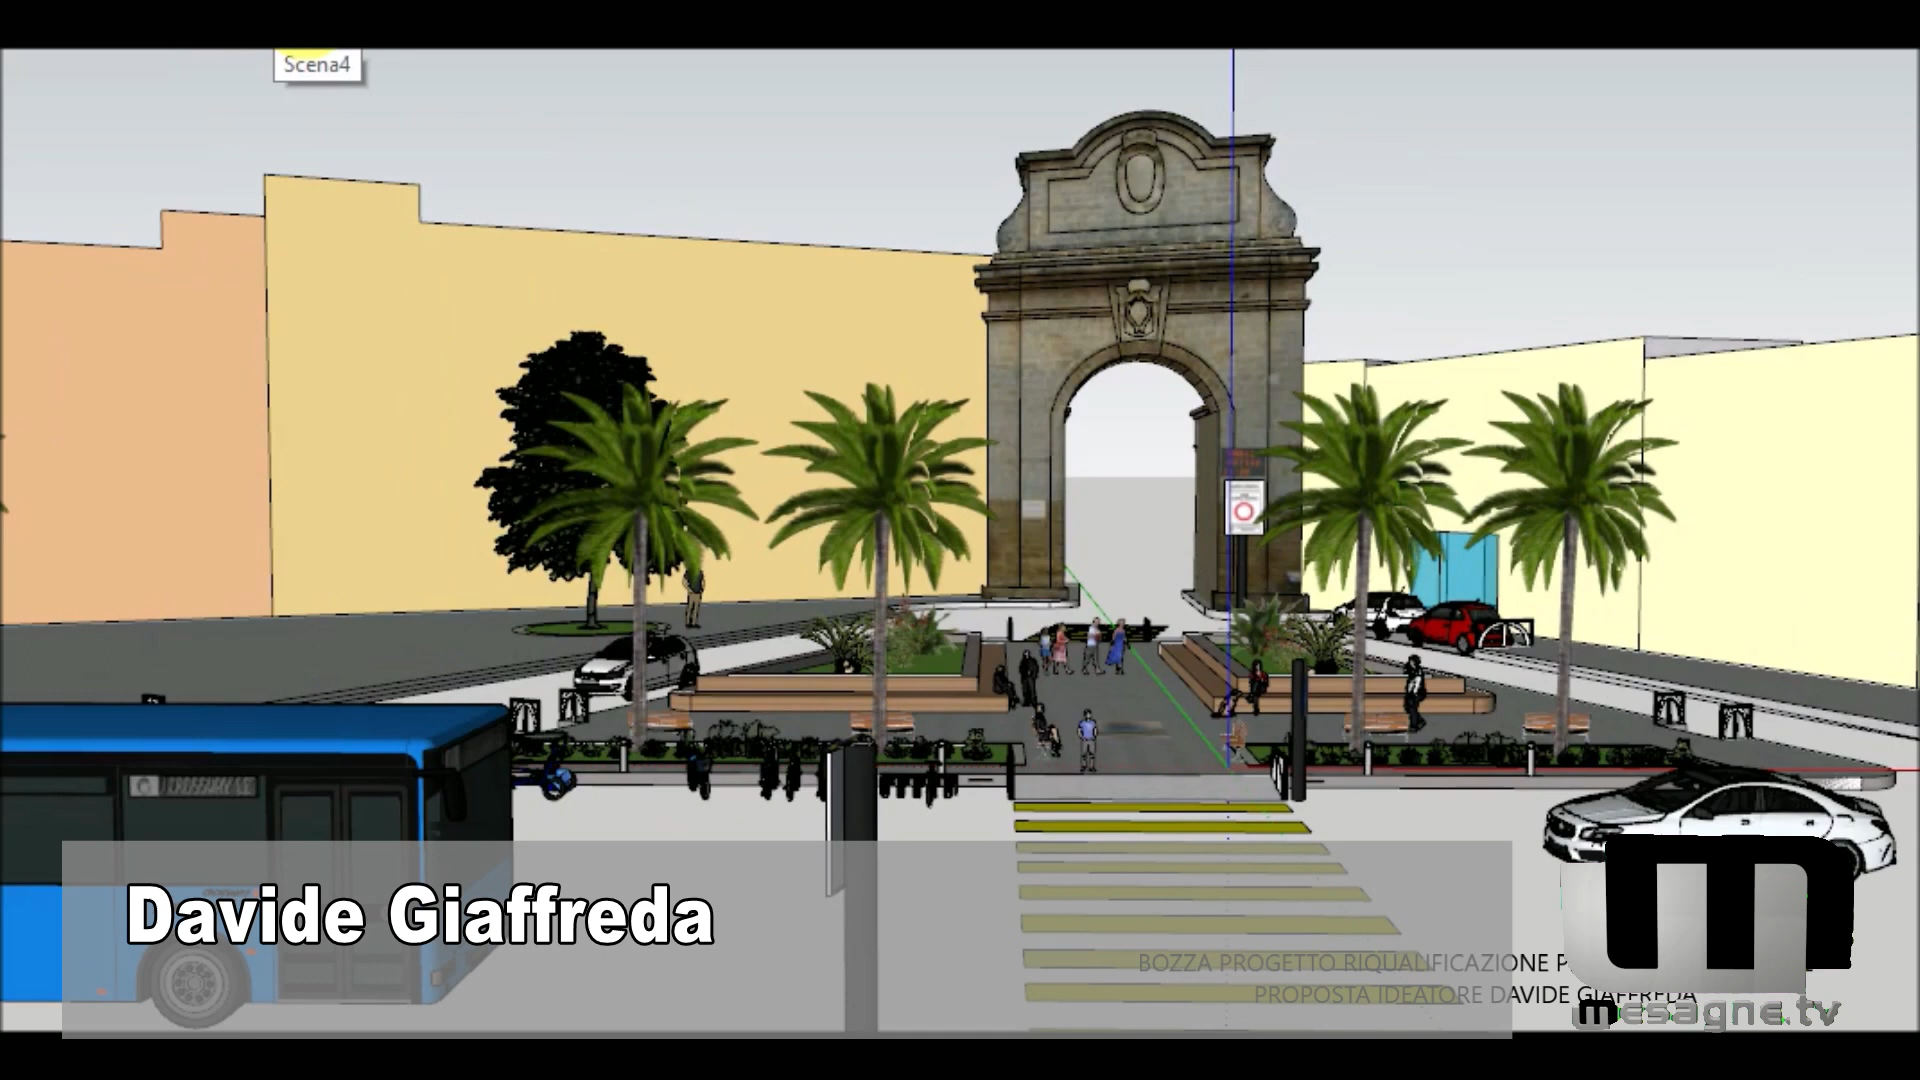 Scena4
Davide Giaffreda
BOZZA PROGETTO RIQUALIFICAZIONE
PROPOSTA IDEATORE DAVIDE GIAFFREDA
mesagne.tv